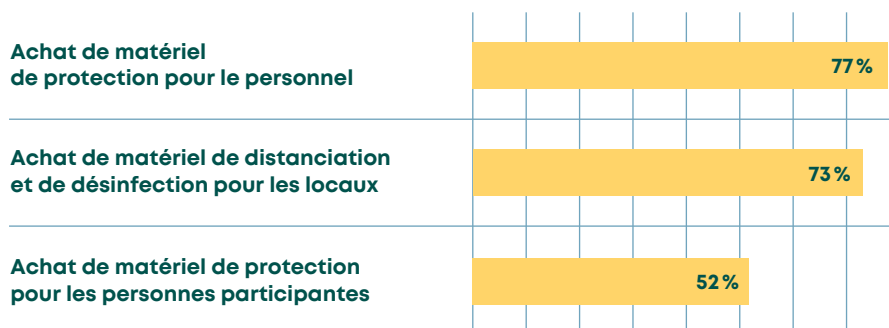 Achat de matériel
de protection pour le personnel
77 %
Achat de matériel de distanciation
et de désinfection pour les locaux
73 %
Achat de matériel de protection
pour les personnes participantes
52 %